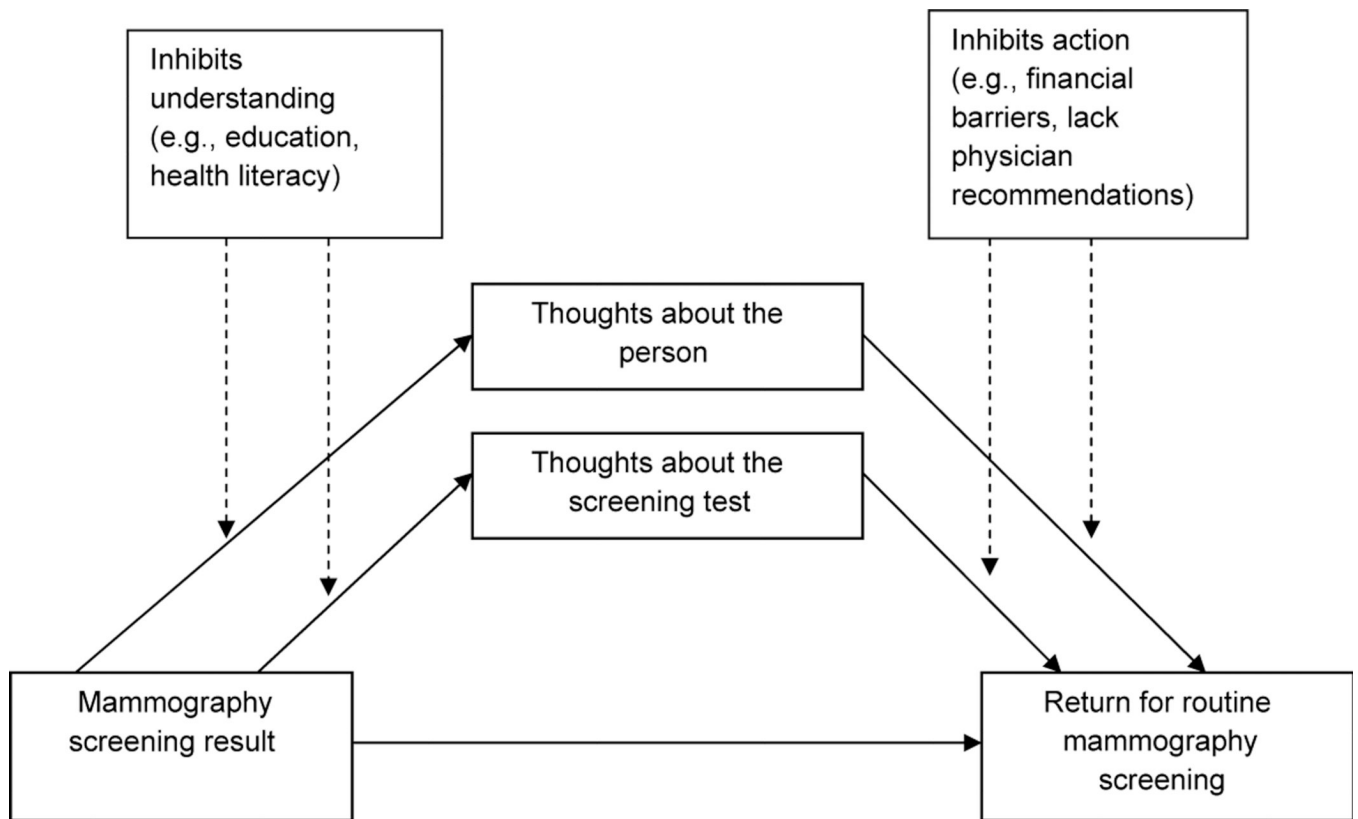 Inhibits
understanding
(e.g., education,
health literacy)
Inhibits action
(e.g., financial
barriers, lack
physician
recommendations)
Thoughts about the
person
Thoughts about the
screening test
Mammography
screening result
Return for routine
mammography
screening